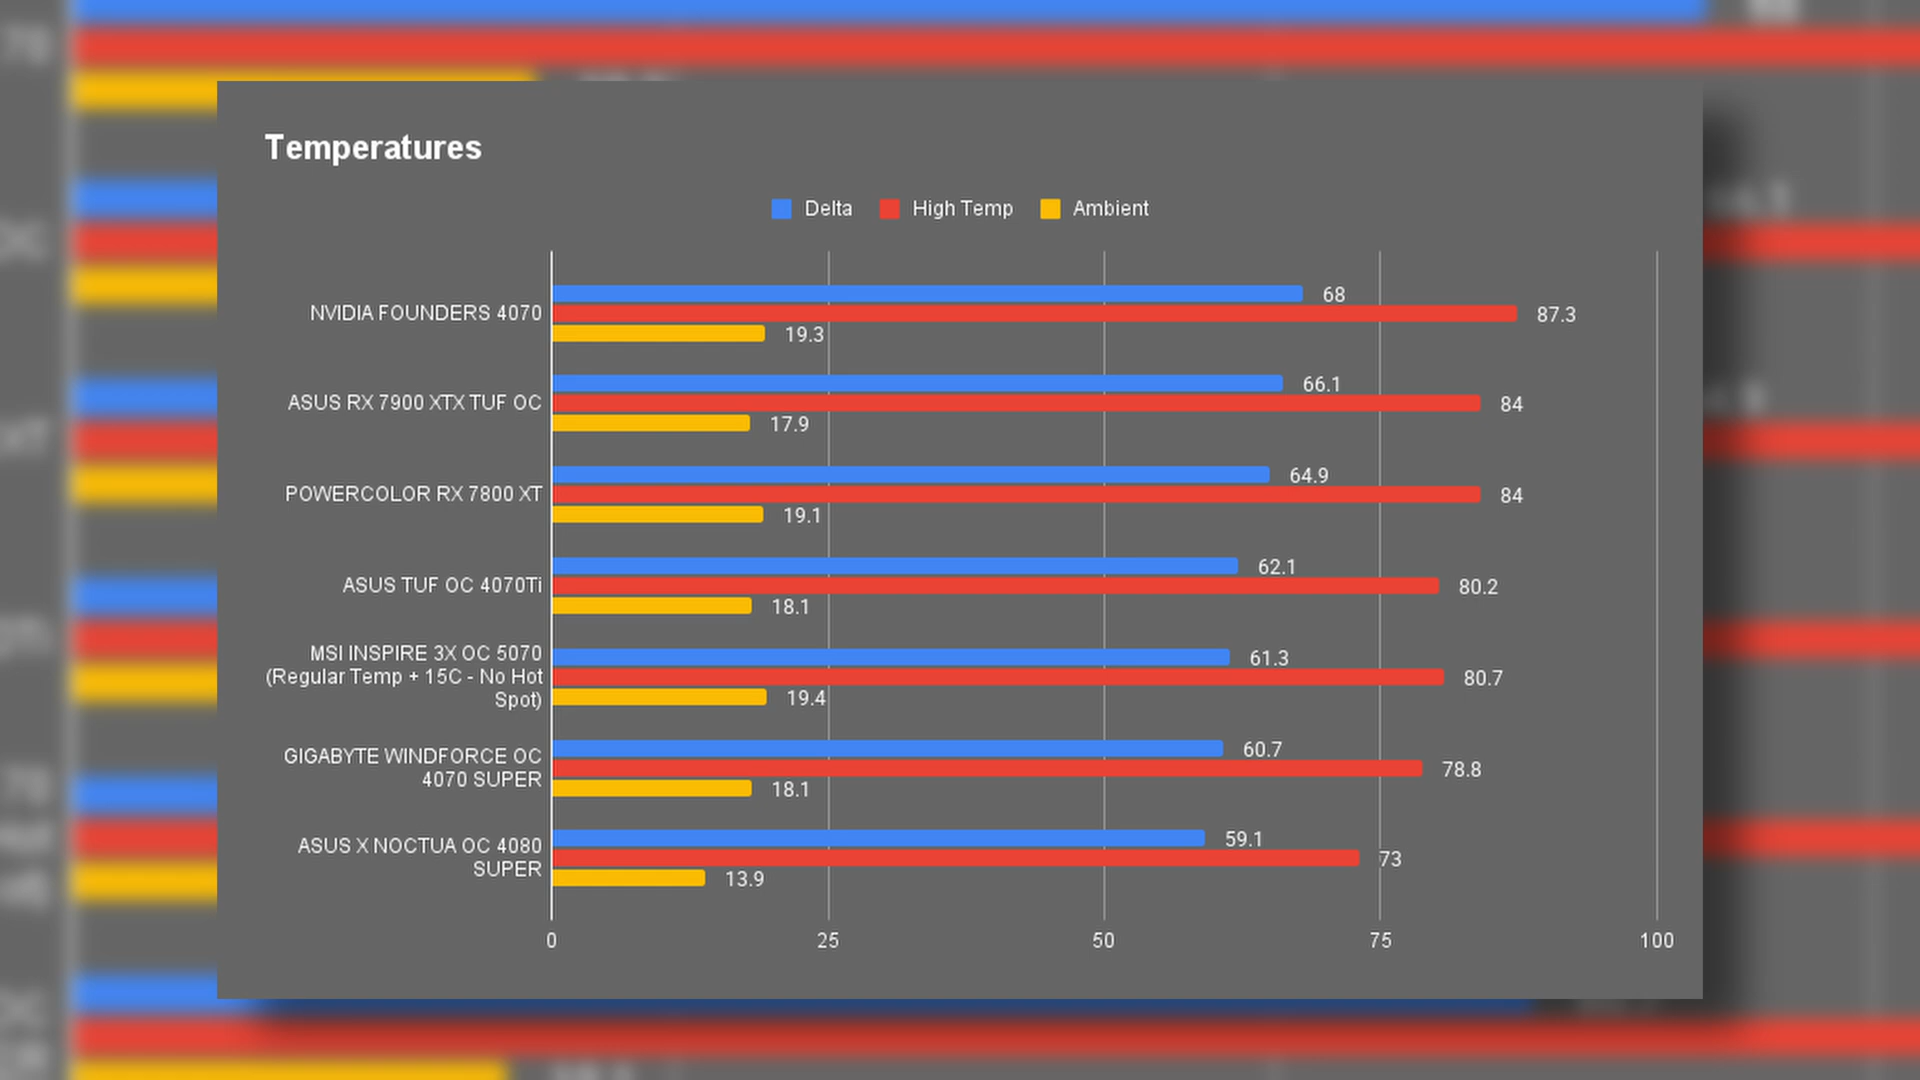 Temperatures
Delta High Temp Ambient
NVIDIA FOUNDERS 4070
68
87.3
19.3
ASUS RX 7900 XTX TUF OC
66.1
84
17.9
POWERCOLOR RX 7800 XT
64.9
84
19.1
ASUS TUF OC 4070Ti
62.1
80.2
18.1
MSI INSPIRE 3X OC 5070
(Regular Temp + 15C - No Hot
Spot)
61.3
80.7
19.4
GIGABYTE WINDFORCE OC
4070 SUPER
60.7
78.8
18.1
ASUS X NOCTUA OC 4080
SUPER
59.1
73
13.9
0 25 50 75 100